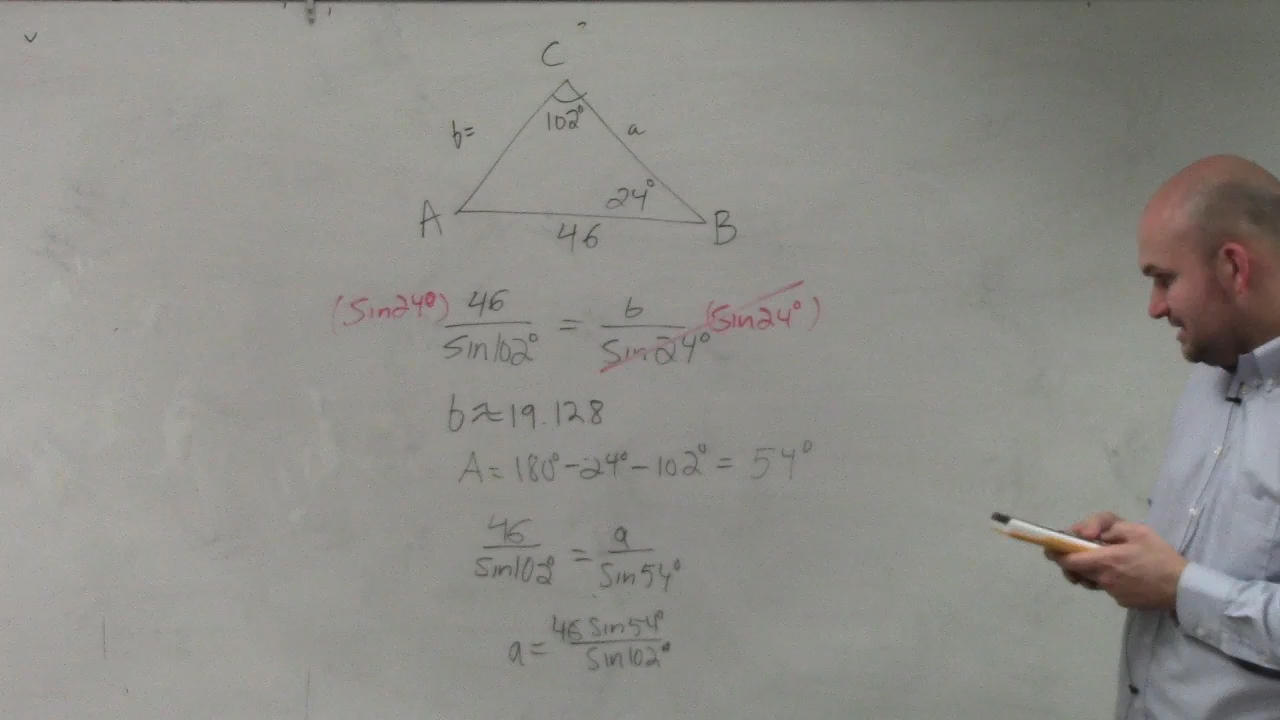 C
b= 102° a
24°
A 46 B
(Sin24°) 46/Sin102° = b/Sin24° (Sin24°)
b≈19.128
A = 180°-24°-102° = 54°
46/Sin102° = a/Sin54°
a = 46 Sin54°/Sin102°